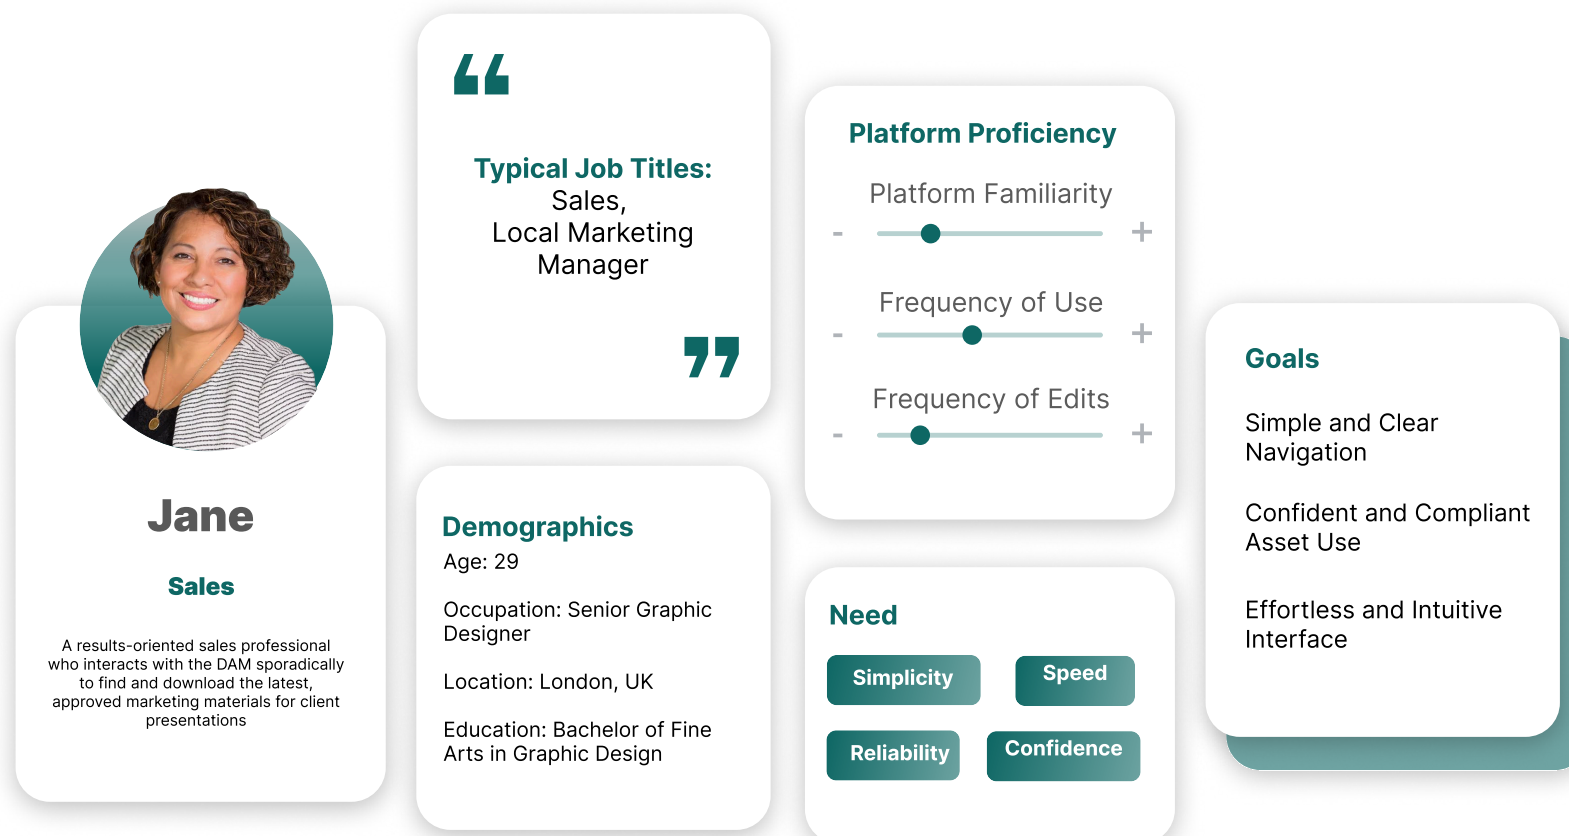 Jane
Sales
A results-oriented sales professional
who interacts with the DAM sporadically
to find and download the latest,
approved marketing materials for client
presentations
“
Typical Job Titles:
Sales,
Local Marketing
Manager
”
Demographics
Age: 29
Occupation: Senior Graphic
Designer
Location: London, UK
Education: Bachelor of Fine
Arts in Graphic Design
Platform Proficiency
Platform Familiarity
- +
Frequency of Use
- +
Frequency of Edits
- +
Need
Simplicity
Speed
Reliability
Confidence
Goals
Simple and Clear
Navigation
Confident and Compliant
Asset Use
Effortless and Intuitive
Interface